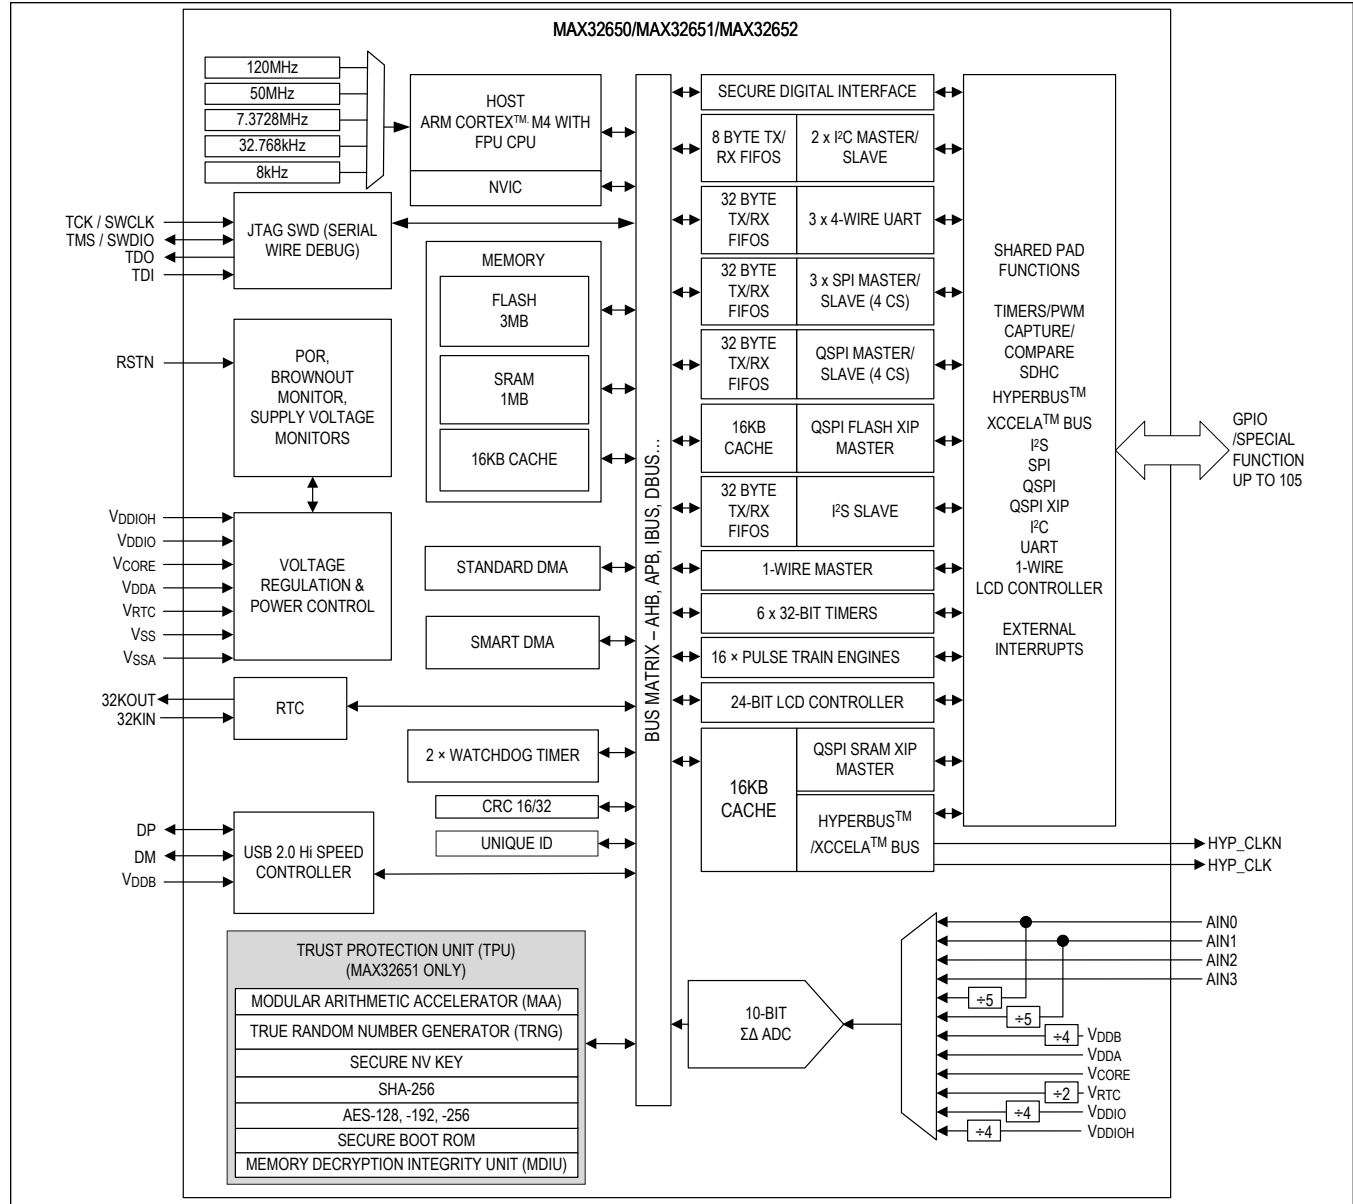 MAX32650/MAX32651/MAX32652
120MHz
50MHz
7.3728MHz
32.768kHz
8kHz
HOST
ARM CORTEX™ M4 WITH
FPU CPU
NVIC
TCK / SWCLK
TMS / SWDIO
TDO
TDI
JTAG SWD (SERIAL
WIRE DEBUG)
MEMORY
FLASH
3MB
SRAM
1MB
16KB CACHE
RSTN
POR,
BROWNOUT
MONITOR,
SUPPLY VOLTAGE
MONITORS
VDDIOH
VDDIO
VCORE
VDDA
VRTC
VSS
VSSA
VOLTAGE
REGULATION &
POWER CONTROL
STANDARD DMA
SMART DMA
32KOUT
32KIN
RTC
2 × WATCHDOG TIMER
CRC 16/32
UNIQUE ID
DP
DM
VDDB
USB 2.0 Hi SPEED
CONTROLLER
TRUST PROTECTION UNIT (TPU)
(MAX32651 ONLY)
MODULAR ARITHMETIC ACCELERATOR (MAA)
TRUE RANDOM NUMBER GENERATOR (TRNG)
SECURE NV KEY
SHA-256
AES-128, -192, -256
SECURE BOOT ROM
MEMORY DECRYPTION INTEGRITY UNIT (MDIU)
BUS MATRIX – AHB, APB, IBUS, DBUS…
SECURE DIGITAL INTERFACE
8 BYTE TX/
RX FIFOS
2 x I²C MASTER/
SLAVE
32 BYTE
TX/RX
FIFOS
3 x 4-WIRE UART
32 BYTE
TX/RX
FIFOS
3 x SPI MASTER/
SLAVE (4 CS)
32 BYTE
TX/RX
FIFOS
QSPI MASTER/
SLAVE (4 CS)
16KB
CACHE
QSPI FLASH XIP
MASTER
32 BYTE
TX/RX
FIFOS
I²S SLAVE
1-WIRE MASTER
6 x 32-BIT TIMERS
16 × PULSE TRAIN ENGINES
24-BIT LCD CONTROLLER
16KB
CACHE
QSPI SRAM XIP
MASTER
HYPERBUS™
/XCCELA™ BUS
SHARED PAD
FUNCTIONS
TIMERS/PWM
CAPTURE/
COMPARE
SDHC
HYPERBUS™
XCCELA™ BUS
I²S
SPI
QSPI
QSPI XIP
I²C
UART
1-WIRE
LCD CONTROLLER
EXTERNAL
INTERRUPTS
GPIO
/SPECIAL
FUNCTION
UP TO 105
HYP_CLKN
HYP_CLK
10-BIT
ΣΔ ADC
AIN0
AIN1
AIN2
AIN3
÷5
÷5
÷4 VDDB
VDDA
VCORE
÷2 VRTC
÷4 VDDIO
÷4 VDDIOH